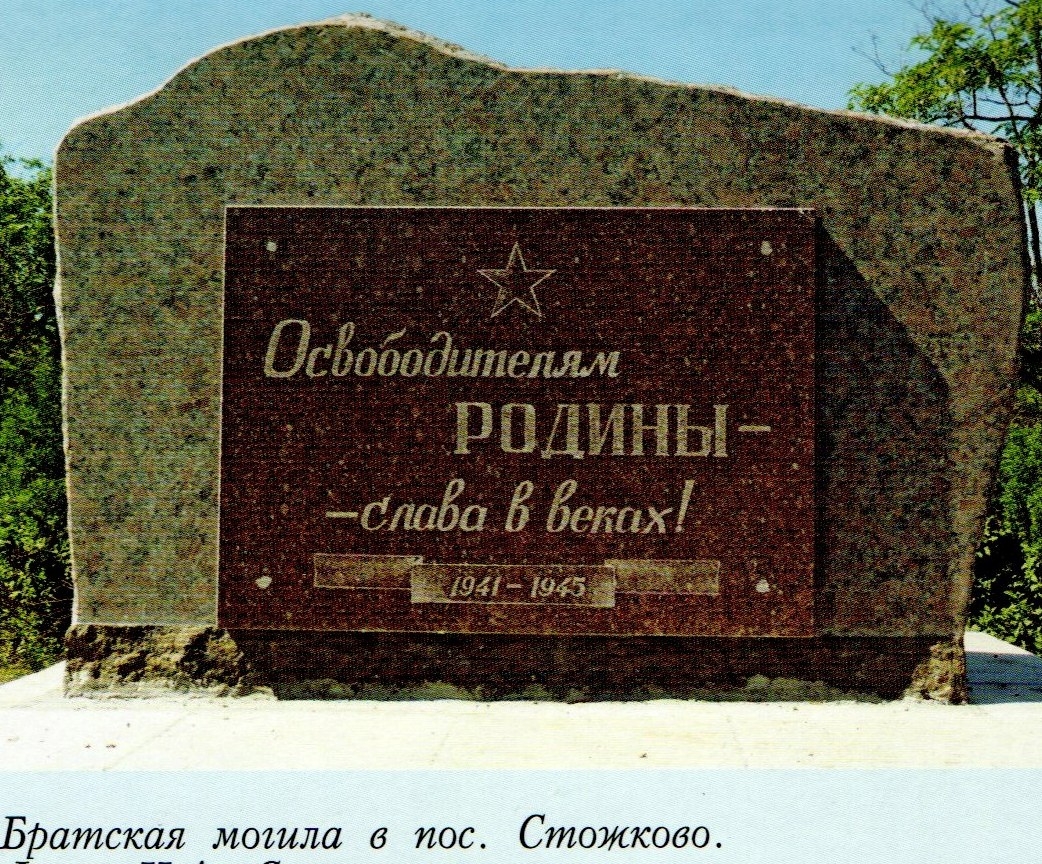 Освободителям
РОДИНЫ –
– слава в веках!
1941 – 1945
Братская могила в пос. Стожково.